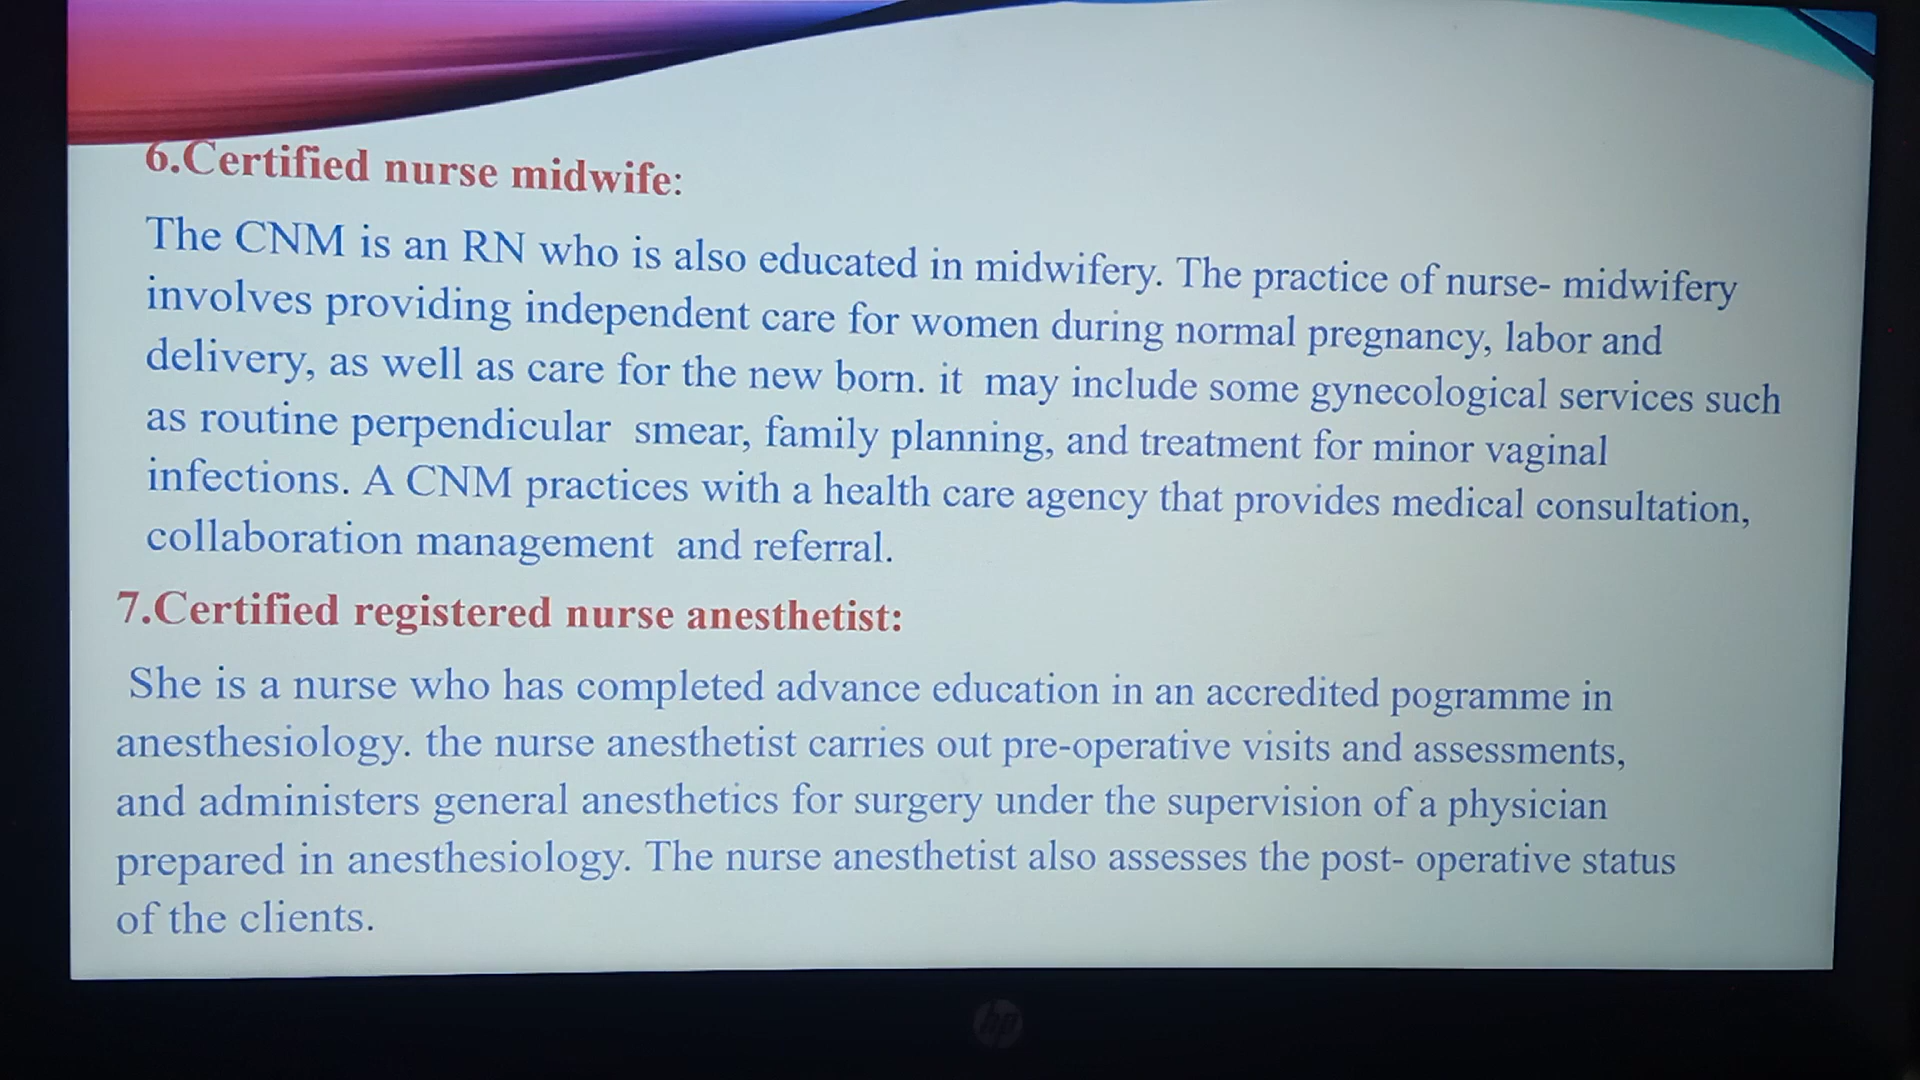 6.Certified nurse midwife:
The CNM is an RN who is also educated in midwifery. The practice of nurse- midwifery
involves providing independent care for women during normal pregnancy, labor and
delivery, as well as care for the new born. it may include some gynecological services such
as routine perpendicular smear, family planning, and treatment for minor vaginal
infections. A CNM practices with a health care agency that provides medical consultation,
collaboration management and referral.
7.Certified registered nurse anesthetist:
She is a nurse who has completed advance education in an accredited pogramme in
anesthesiology. the nurse anesthetist carries out pre-operative visits and assessments,
and administers general anesthetics for surgery under the supervision of a physician
prepared in anesthesiology. The nurse anesthetist also assesses the post- operative status
of the clients.
hp